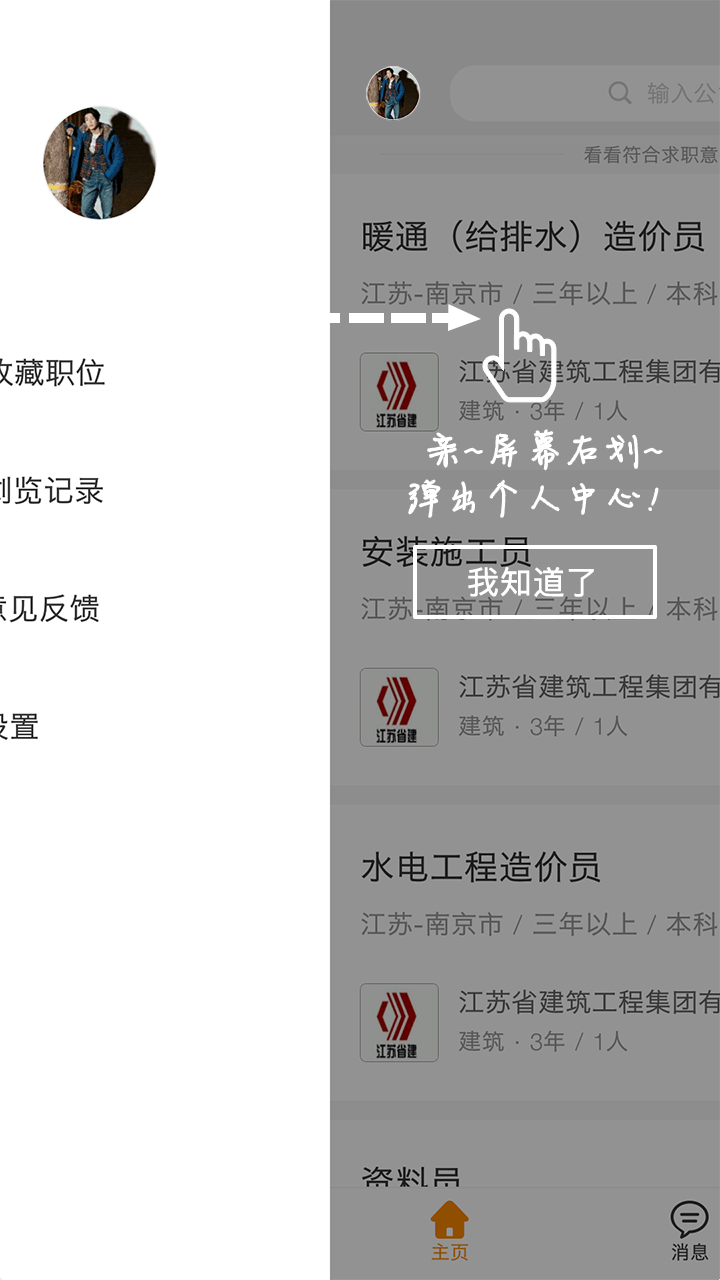 收藏职位
浏览记录
意见反馈
设置
输入公
看看符合求职意
暖通（给排水）造价员
江苏-南京市 / 三年以上 / 本科
江苏省建筑工程集团有
建筑 · 3年 / 1人
江苏省建
亲~屏幕右划~
弹出个人中心!
安装施工员
我知道了
江苏-南京市 / 三年以上 / 本科
江苏省建筑工程集团有
建筑 · 3年 / 1人
江苏省建
水电工程造价员
江苏-南京市 / 三年以上 / 本科
江苏省建筑工程集团有
建筑 · 3年 / 1人
江苏省建
资料员
主页
消息